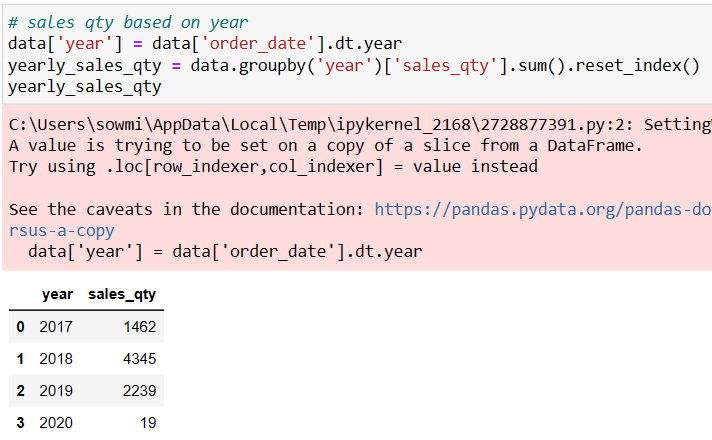 # sales qty based on year
data['year'] = data['order_date'].dt.year
yearly_sales_qty = data.groupby('year')['sales_qty'].sum().reset_index()
yearly_sales_qty
C:\Users\sowmi\AppData\Local\Temp\ipykernel_2168\2728877391.py:2: Setting
A value is trying to be set on a copy of a slice from a DataFrame.
Try using .loc[row_indexer,col_indexer] = value instead
See the caveats in the documentation: https://pandas.pydata.org/pandas-do
rsus-a-copy
data['year'] = data['order_date'].dt.year
year sales_qty
0 2017 1462
1 2018 4345
2 2019 2239
3 2020 19